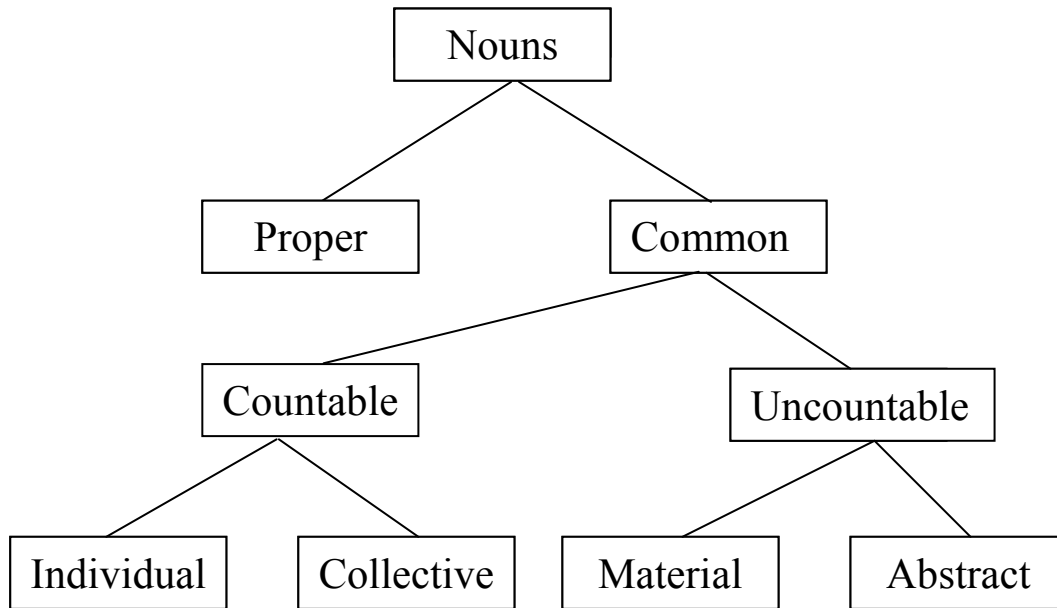 Nouns
Proper
Common
Countable
Uncountable
Individual
Collective
Material
Abstract